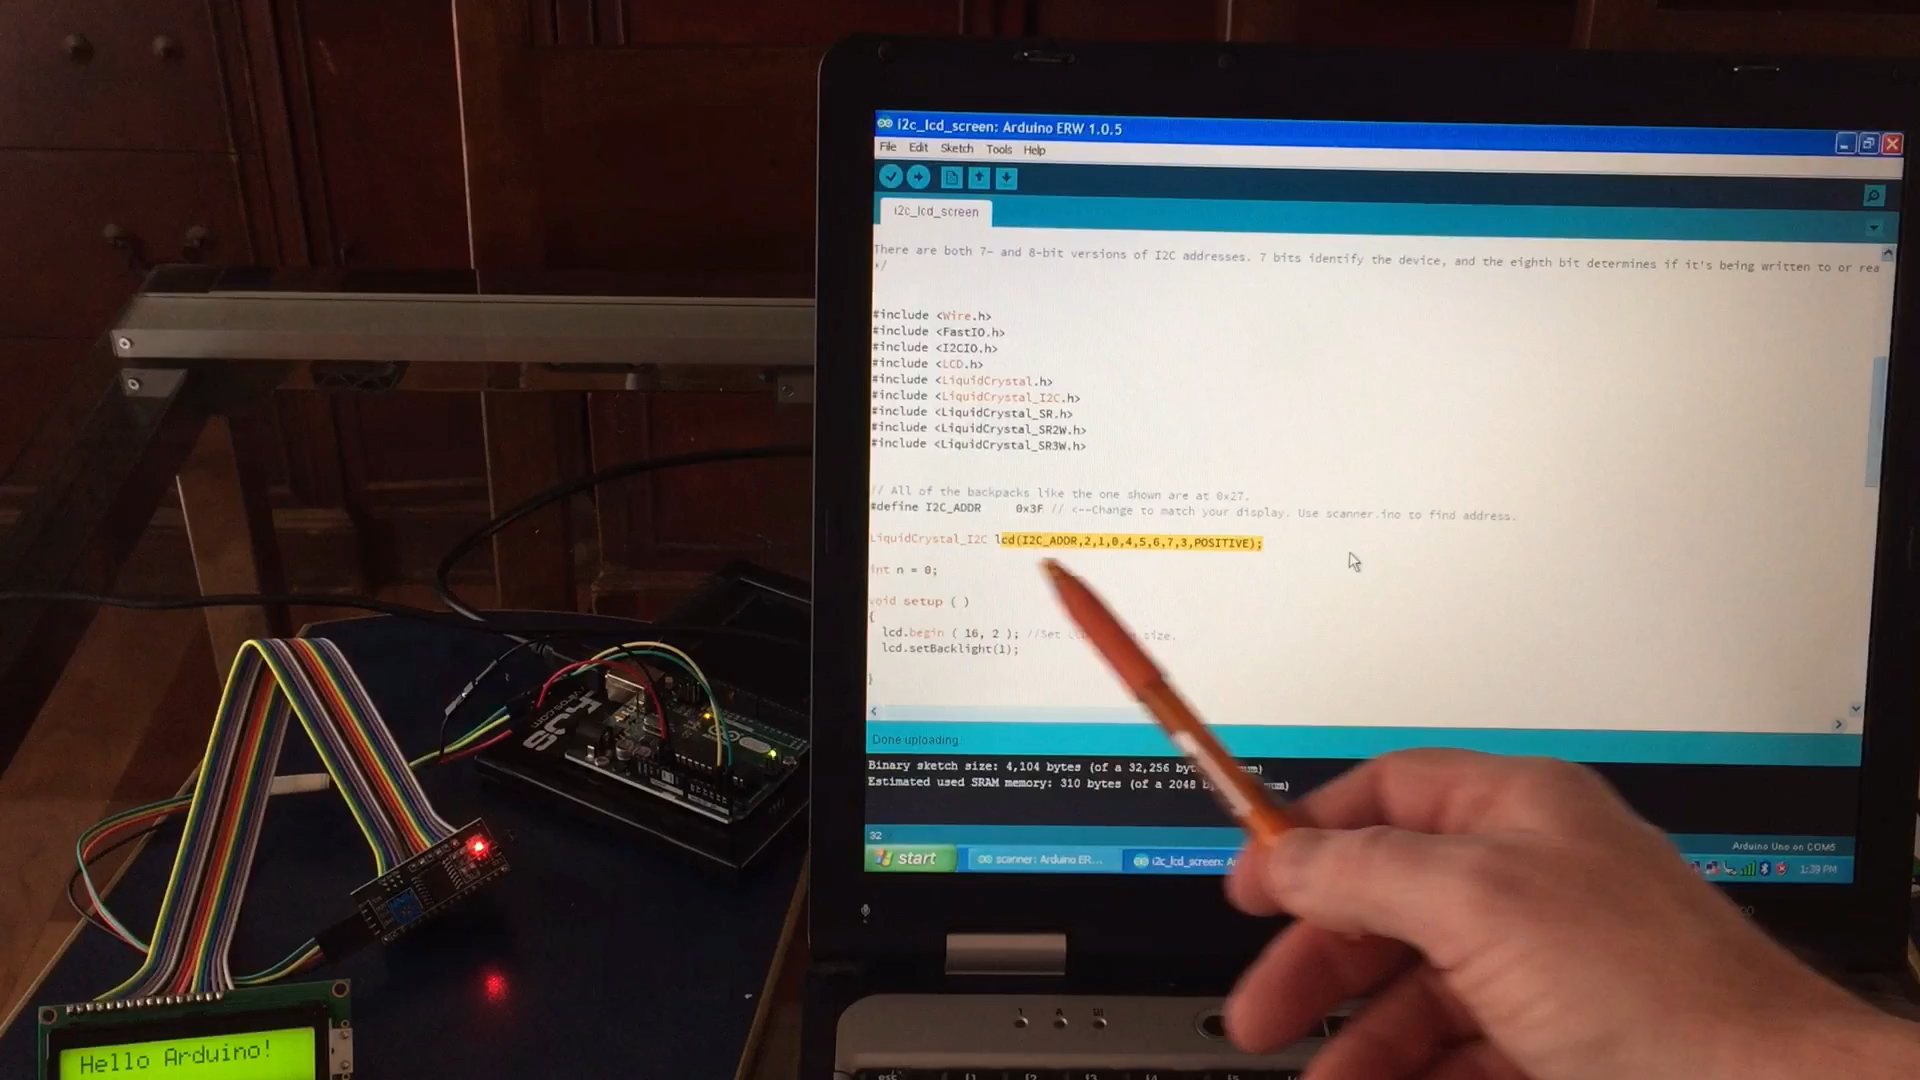 i2c_lcd_screen: Arduino ERW 1.0.5
File Edit Sketch Tools Help
i2c_lcd_screen
There are both 7- and 8-bit versions of I2C addresses. 7 bits identify the device, and the eighth bit determines if it's being written to or rea
*/
#include <Wire.h>
#include <FastIO.h>
#include <I2CIO.h>
#include <LCD.h>
#include <LiquidCrystal.h>
#include <LiquidCrystal_I2C.h>
#include <LiquidCrystal_SR.h>
#include <LiquidCrystal_SR2W.h>
#include <LiquidCrystal_SR3W.h>
// All of the backpacks like the one shown are at 0x27.
#define I2C_ADDR 0x3F // <--Change to match your display. Use scanner.ino to find address.
LiquidCrystal_I2C lcd(I2C_ADDR,2,1,0,4,5,6,7,3,POSITIVE);
int n = 0;
void setup ( )
{
lcd.begin ( 16, 2 ); //Set size.
lcd.setBacklight(1);
}
Done uploading
Binary sketch size: 4,104 bytes (of a 32,256
Estimated used SRAM memory: 310 bytes (of a 2048
32
Arduino Uno on COM5
start scanner: Arduino ER... i2c_lcd_screen: 1:39 PM
Hello Arduino!